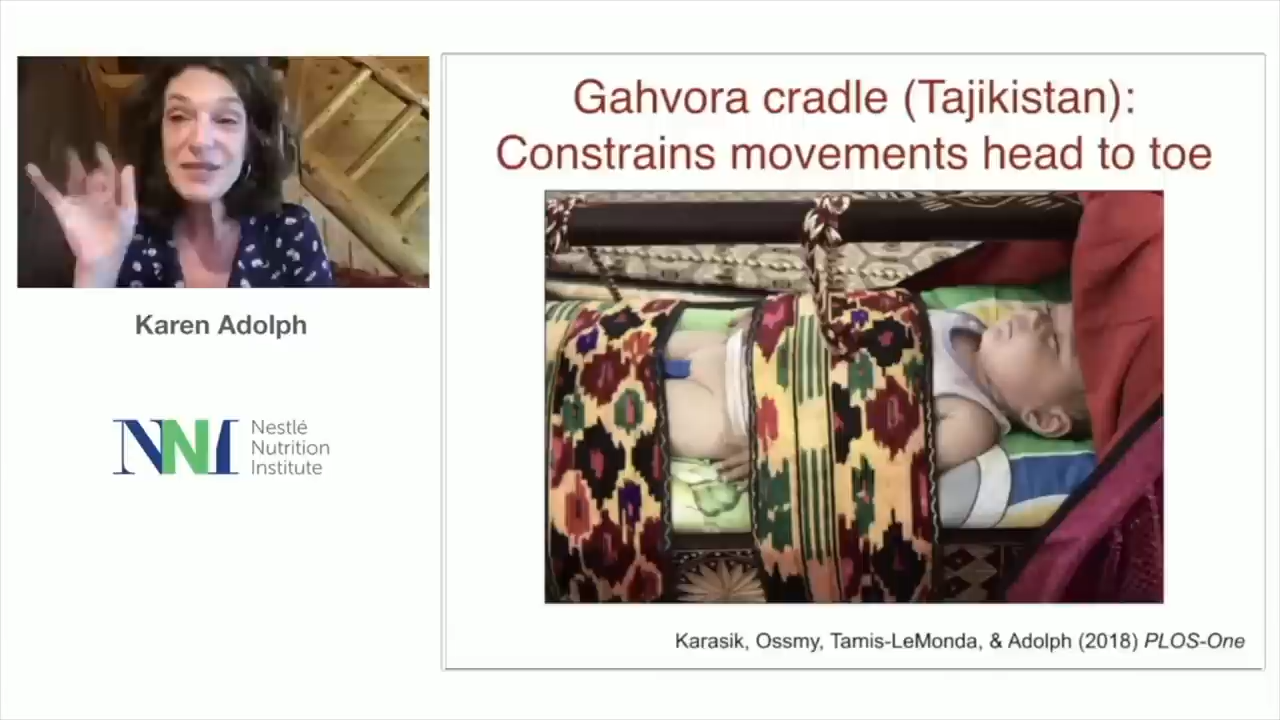 Gahvora cradle (Tajikistan):
Constrains movements head to toe
Karen Adolph
NNI Nestlé
Nutrition
Institute
Karasik, Ossmy, Tamis-LeMonda, & Adolph (2018) PLOS-One